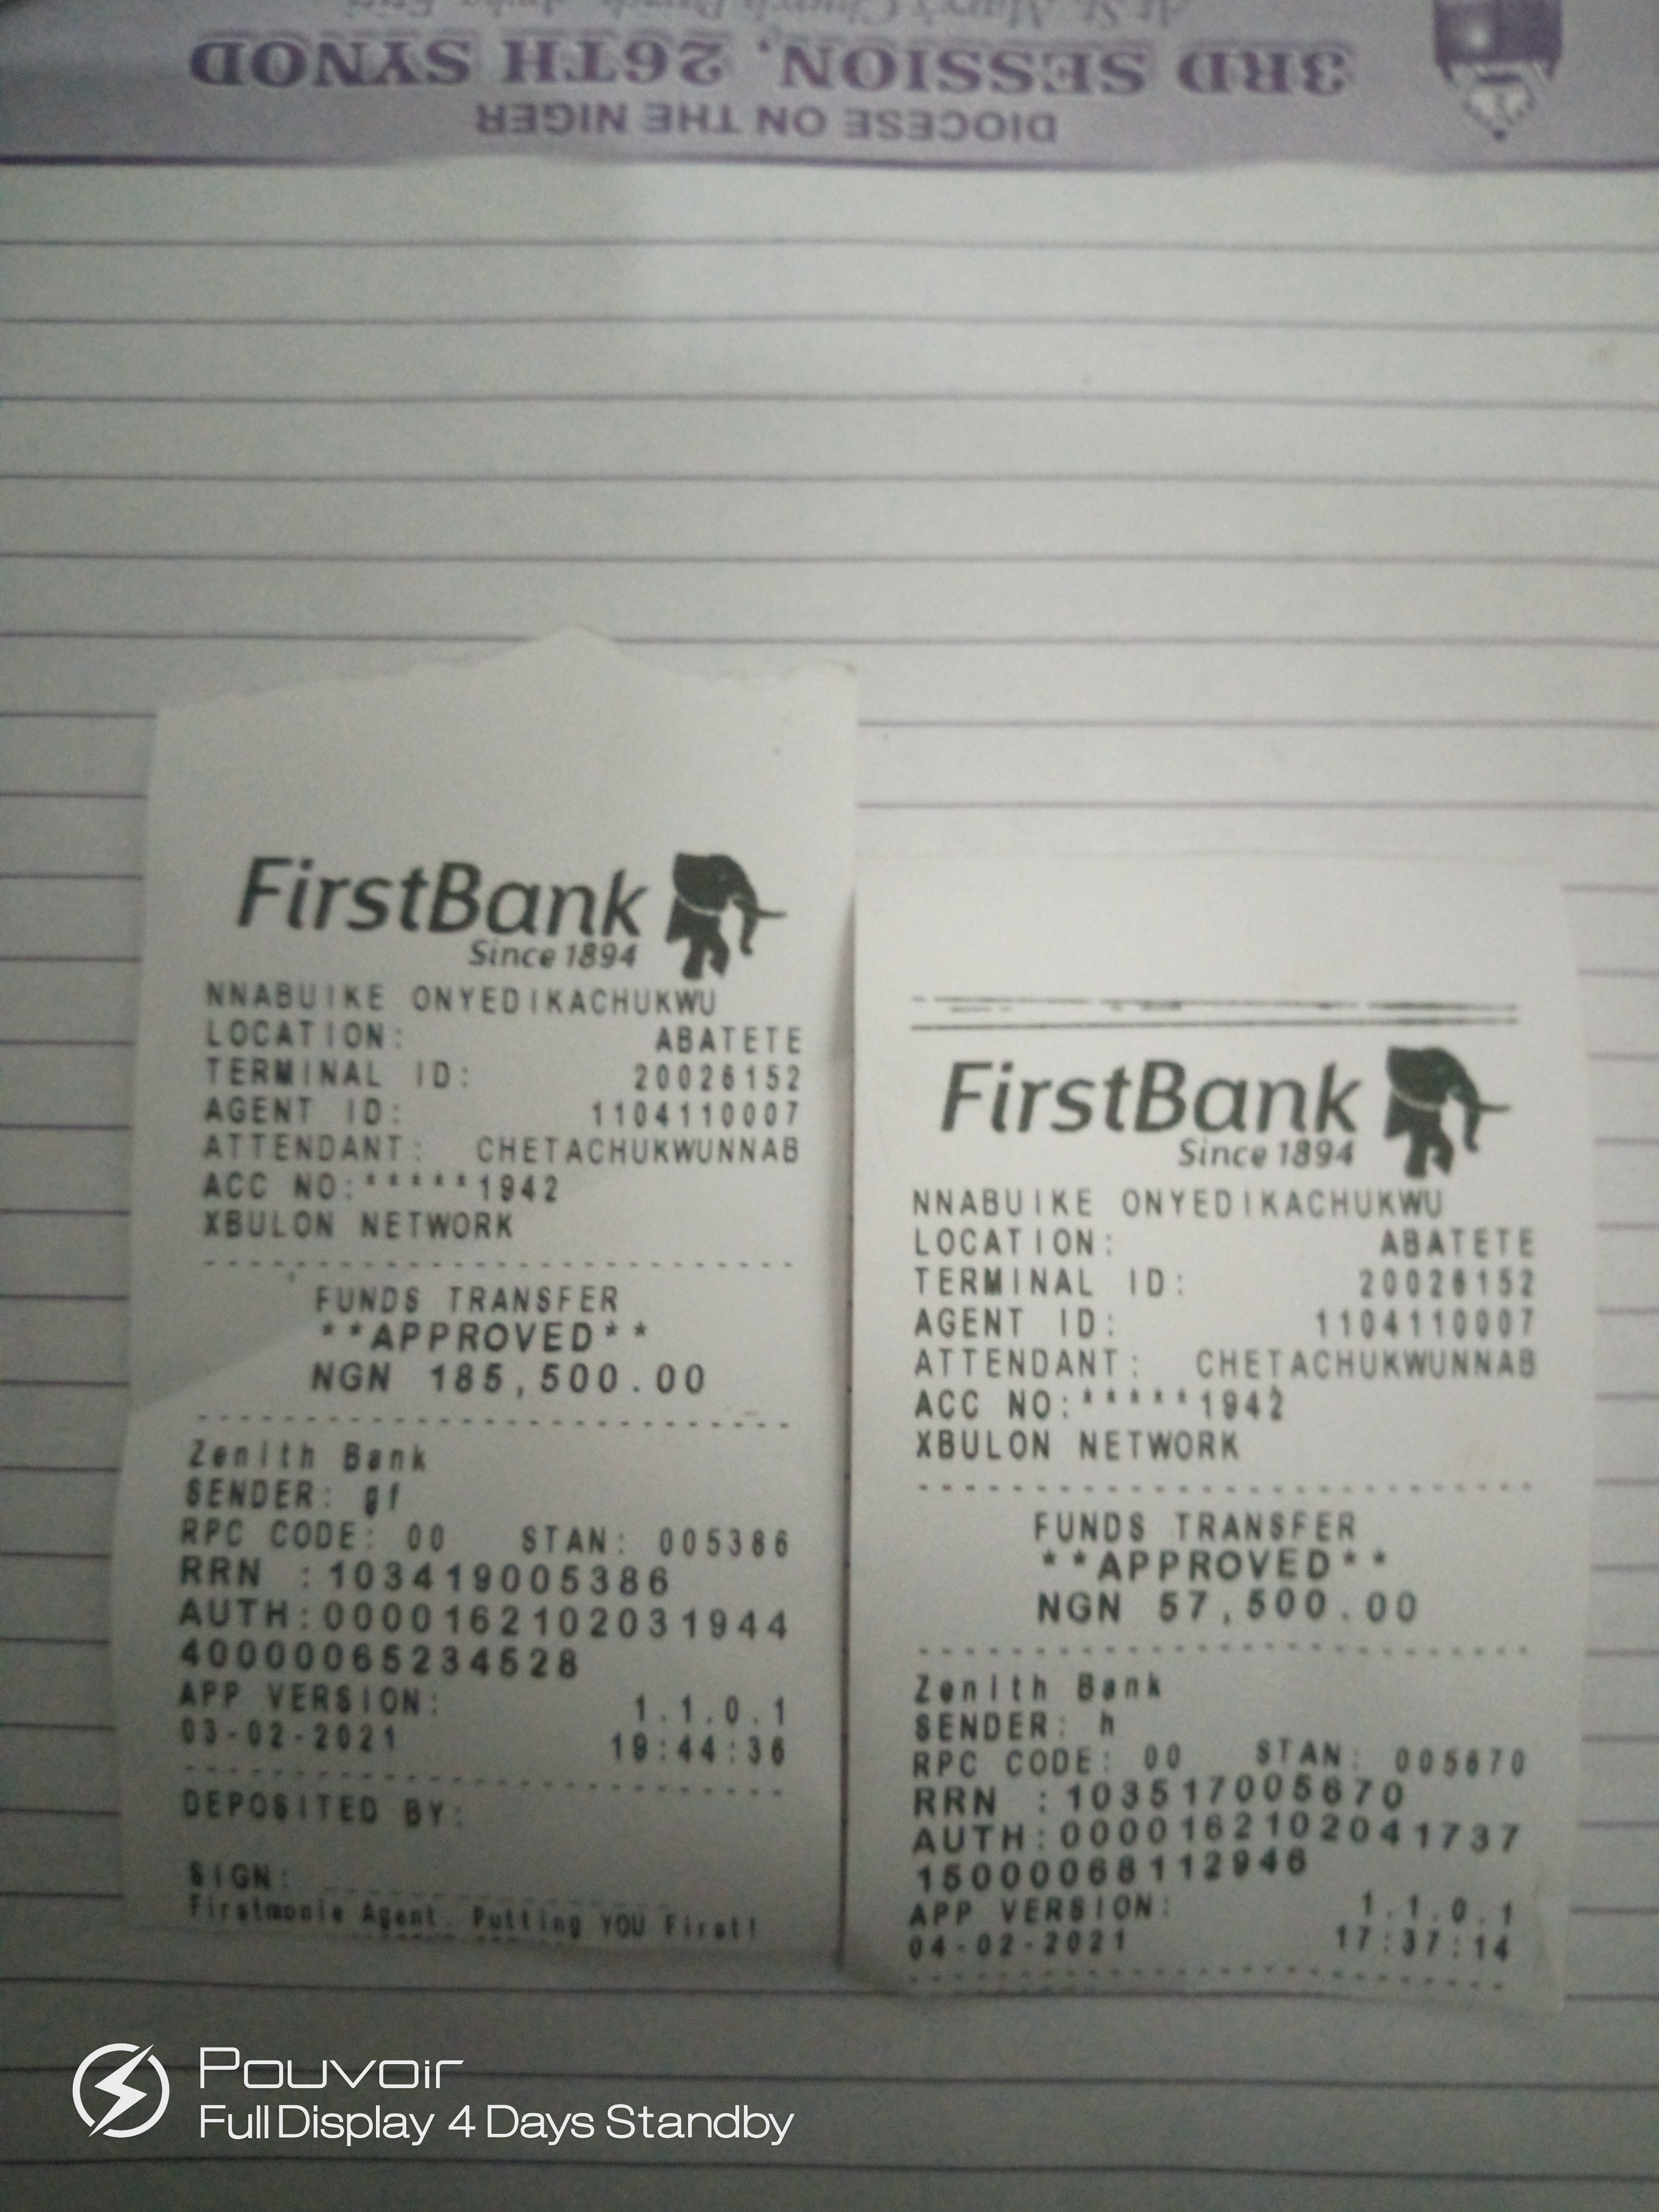 At St. Mary's Church
3RD SESSION, 26TH SYNOD
DIOCESE ON THE NIGER
FirstBank
Since 1894
NNABUIKE ONYEDIKACHUKWU
LOCATION: ABATETE
TERMINAL ID: 20026152
AGENT ID: 1104110007
ATTENDANT: CHETACHUKWUNNAB
ACC NO:*****1942
XBULON NETWORK
FUNDS TRANSFER
**APPROVED**
NGN 185,500.00
Zenith Bank
SENDER: gf
RPC CODE: 00 STAN: 005386
RRN :103419005386
AUTH:0000162102031944
40000065234528
APP VERSION: 1.1.0.1
03-02-2021 19:44:36
DEPOSITED BY:
SIGN:
Firstmonie Agent. Putting YOU First!
FirstBank
Since 1894
NNABUIKE ONYEDIKACHUKWU
LOCATION: ABATETE
TERMINAL ID: 20026152
AGENT ID: 1104110007
ATTENDANT: CHETACHUKWUNNAB
ACC NO:*****1942
XBULON NETWORK
FUNDS TRANSFER
**APPROVED**
NGN 57,500.00
Zenith Bank
SENDER: h
RPC CODE: 00 STAN: 005670
RRN :103517005670
AUTH:0000162102041737
15000068112946
APP VERSION: 1.1.0.1
04-02-2021 17:37:14
Pouvoir
Full Display 4 Days Standby